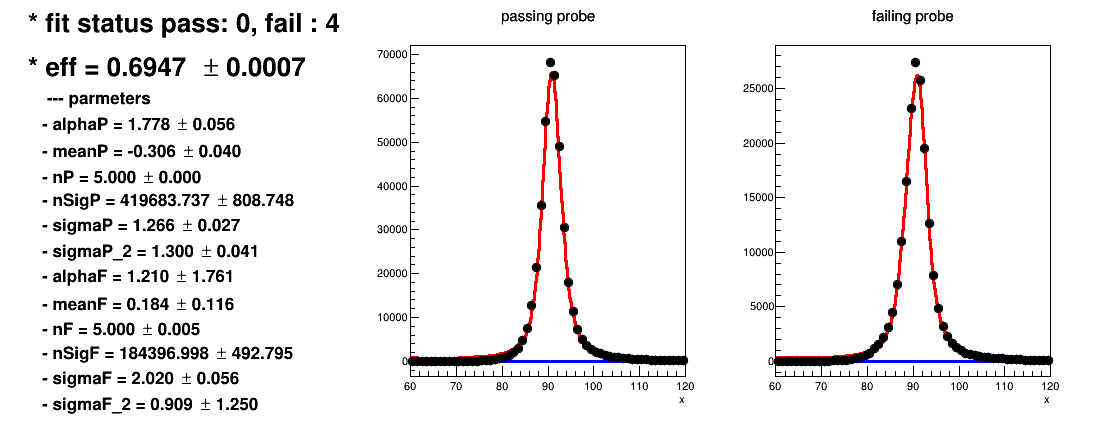 * fit status pass: 0, fail : 4
* eff = 0.6947 ± 0.0007
--- parmeters
- alphaP = 1.778 ± 0.056
- meanP = -0.306 ± 0.040
- nP = 5.000 ± 0.000
- nSigP = 419683.737 ± 808.748
- sigmaP = 1.266 ± 0.027
- sigmaP_2 = 1.300 ± 0.041
- alphaF = 1.210 ± 1.761
- meanF = 0.184 ± 0.116
- nF = 5.000 ± 0.005
- nSigF = 184396.998 ± 492.795
- sigmaF = 2.020 ± 0.056
- sigmaF_2 = 0.909 ± 1.250
passing probe
70000
60000
50000
40000
30000
20000
10000
0
60 70 80 90 100 110 120
x
failing probe
25000
20000
15000
10000
5000
0
60 70 80 90 100 110 120
x